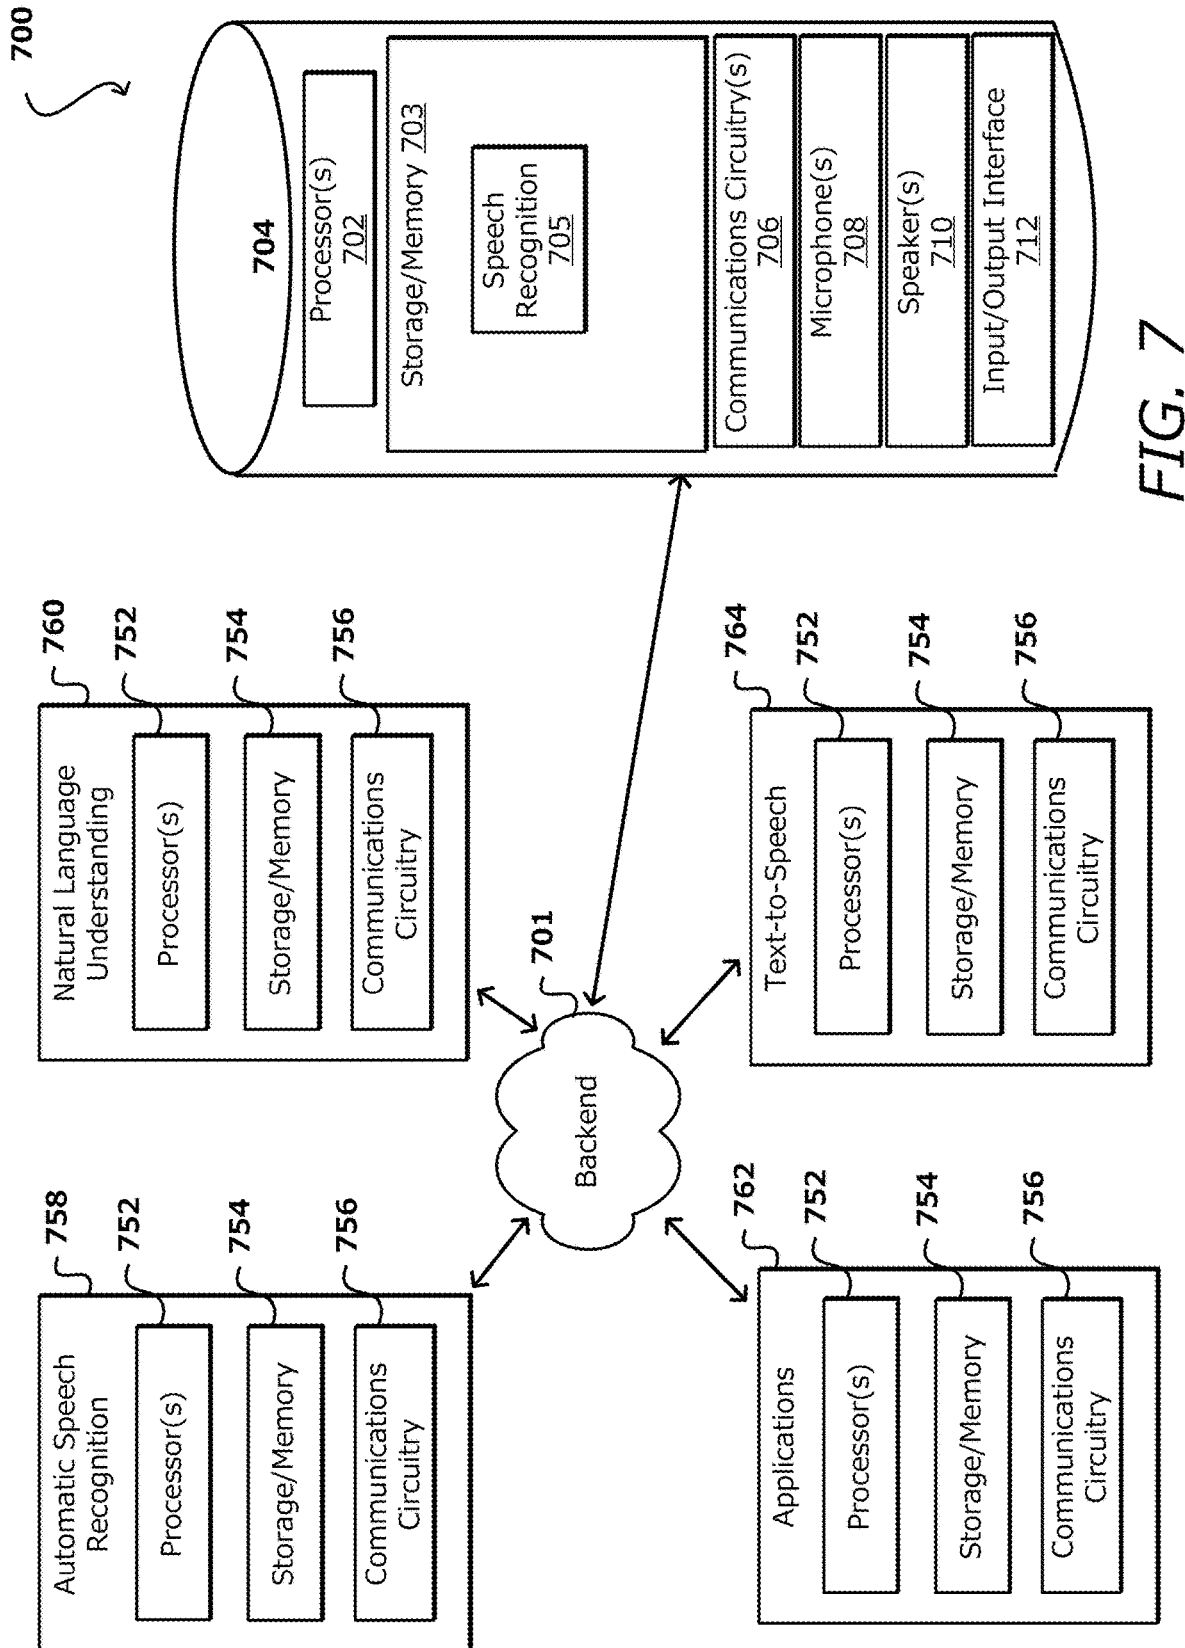 700
Automatic Speech
Recognition
758
Processor(s)
752
Storage/Memory
754
Communications
Circuitry
756
Natural Language
Understanding
760
Processor(s)
752
Storage/Memory
754
Communications
Circuitry
756
Backend
701
Applications
762
Processor(s)
752
Storage/Memory
754
Communications
Circuitry
756
Text-to-Speech
764
Processor(s)
752
Storage/Memory
754
Communications
Circuitry
756
704
Processor(s)
702
Storage/Memory 703
Speech
Recognition
705
Communications Circuitry(s)
706
Microphone(s)
708
Speaker(s)
710
Input/Output Interface
712
FIG. 7